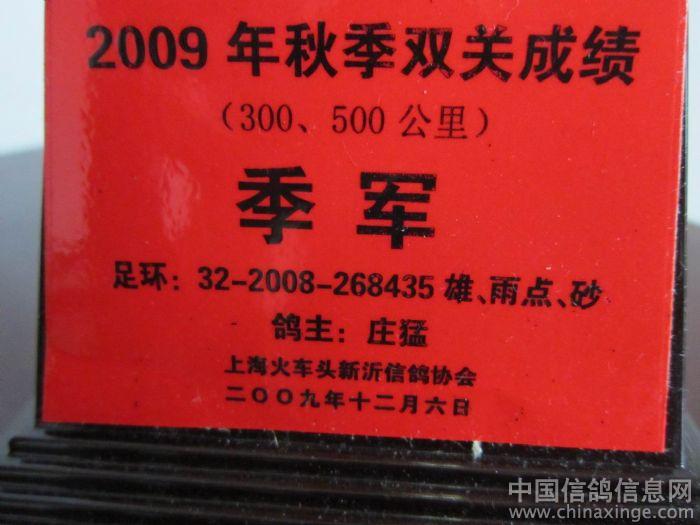 2009年秋季双关成绩
（300、500公里）
季军
足环：32-2008-268435雄、雨点、砂
鸽主：庄猛
上海火车头新沂信鸽协会
二〇〇九年十二月六日
中国信鸽信息网
www.chinaxinge.com